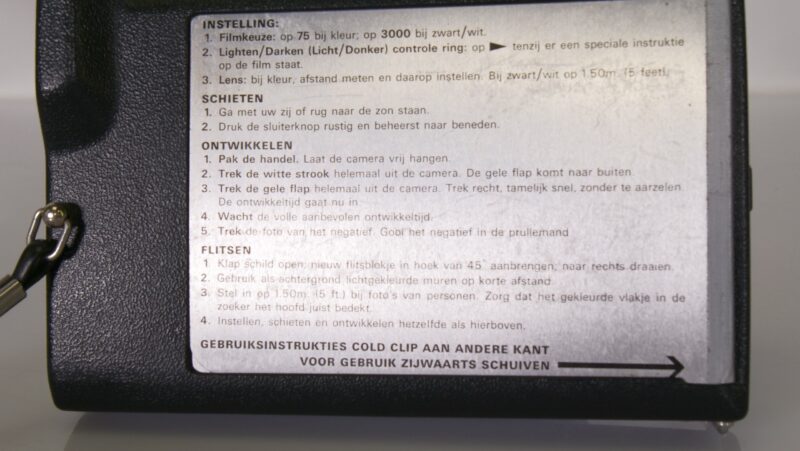 INSTELLING:
1. Filmkeuze: op 75 bij kleur; op 3000 bij zwart/wit.
2. Lighten/Darken (Licht/Donker) controle ring: op ► tenzij er een speciale instruktie
op de film staat.
3. Lens: bij kleur, afstand meten en daarop instellen. Bij zwart/wit op 1.50m. (5 feet).
SCHIETEN
1. Ga met uw zij of rug naar de zon staan.
2. Druk de sluiterknop rustig en beheerst naar beneden.
ONTWIKKELEN
1. Pak de handel. Laat de camera vrij hangen.
2. Trek de witte strook helemaal uit de camera. De gele flap komt naar buiten.
3. Trek de gele flap helemaal uit de camera. Trek recht, tamelijk snel, zonder te aarzelen.
De ontwikkeltijd gaat nu in.
4. Wacht de volle aanbevolen ontwikkeltijd.
5. Trek de foto van het negatief. Gooi het negatief in de prullemand
FLITSEN
1. Klap schild open; nieuw flitsblokje in hoek van 45° aanbrengen, naar rechts draaien.
2. Gebruik als achtergrond lichtgekleurde muren op korte afstand.
3. Stel in op 1.50m. (5 ft.) bij foto's van personen. Zorg dat het gekleurde vlakje in de
zoeker het hoofd juist bedekt.
4. Instellen, schieten en ontwikkelen hetzelfde als hierboven.
GEBRUIKSINSTRUKTIES COLD CLIP AAN ANDERE KANT
VOOR GEBRUIK ZIJWAARTS SCHUIVEN